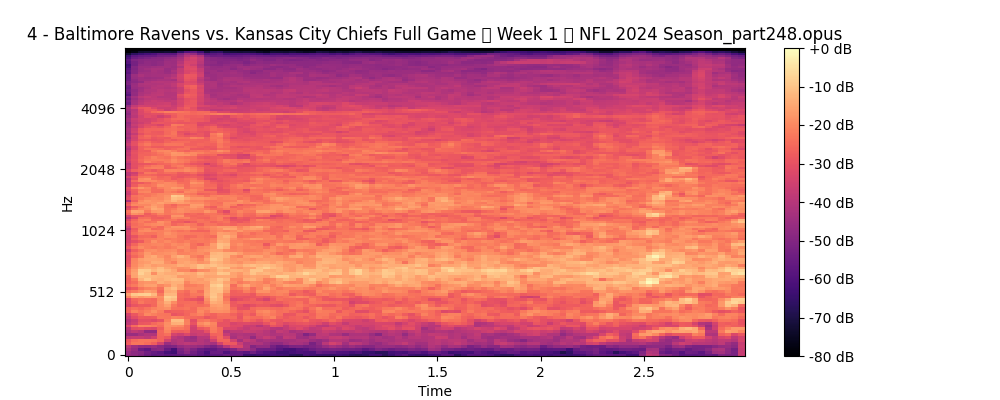 4 - Baltimore Ravens vs. Kansas City Chiefs Full Game ▯ Week 1 ▯ NFL 2024 Season_part248.opus
+0 dB
-10 dB
-20 dB
-30 dB
-40 dB
-50 dB
-60 dB
-70 dB
-80 dB
4096
2048
1024
512
0
Hz
0
0.5
1
1.5
2
2.5
Time